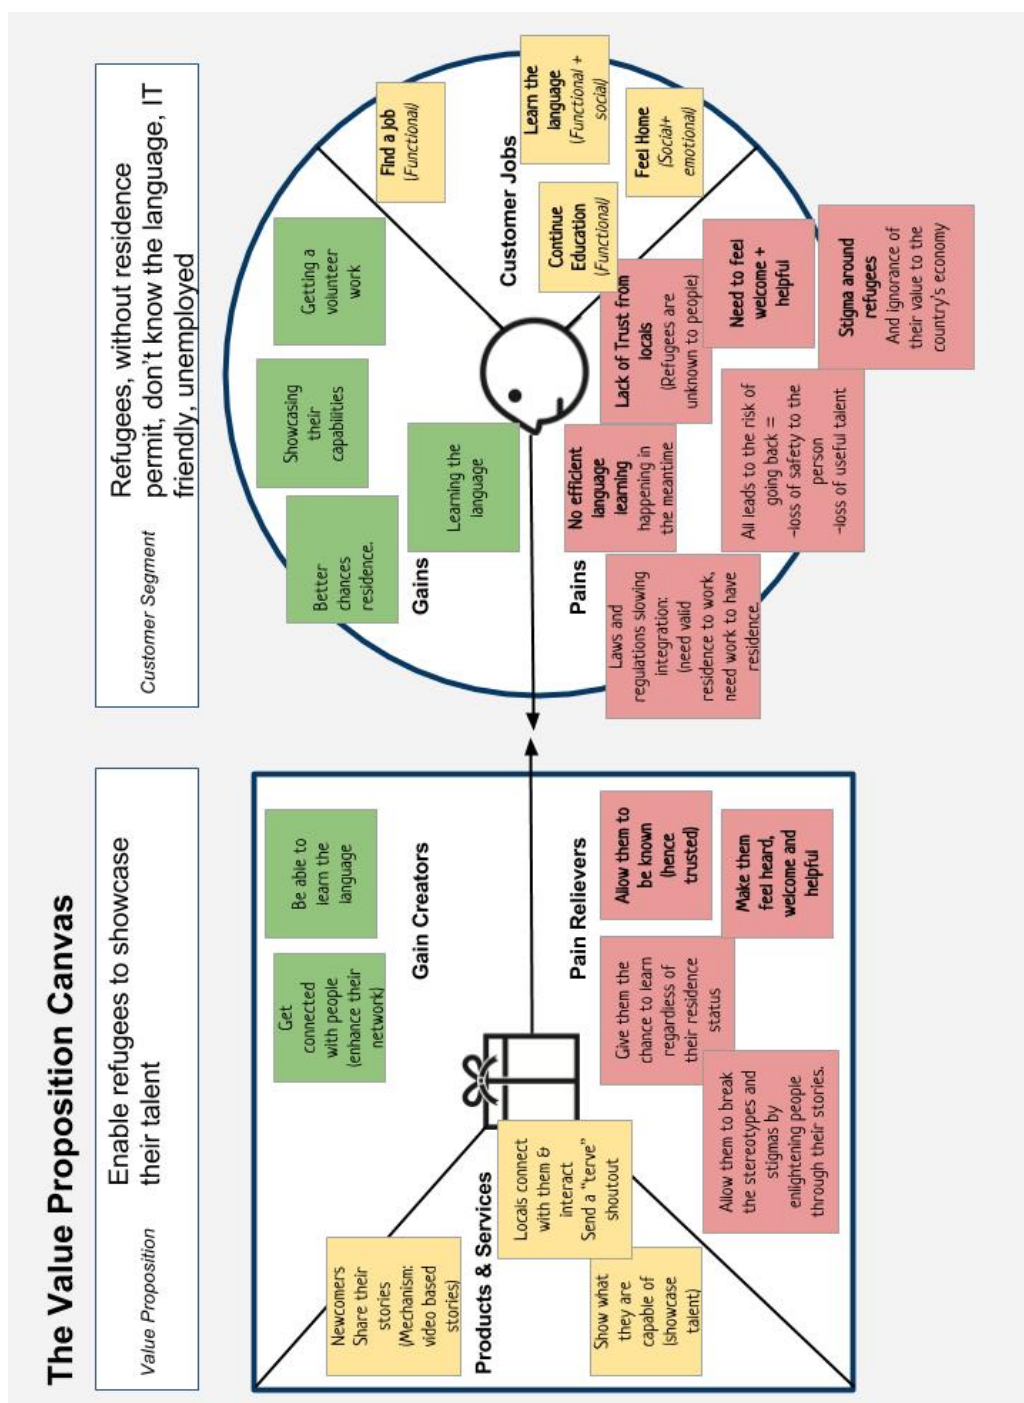 The Value Proposition Canvas
Value Proposition
Enable refugees to showcase
their talent
Customer Segment
Refugees, without residence
permit, don't know the language, IT
friendly, unemployed
Newcomers
Share their
stories
(Mechanism:
video based
stories)
Products & Services
Locals connect
with them &
interact
Send a "terve"
shoutout
Show what
they are
capable of
(showcase
talent)
Get
connected
with people
(enhance their
network)
Be able to
learn the
language
Gain Creators
Pain Relievers
Give them the
chance to learn
regardless of
their residence
status
Allow them to
be known
(hence
trusted)
Allow them to break
the stereotypes and
stigmas by
enlightening people
through their stories.
Make them
feel heard,
welcome and
helpful
Better
chances
residence.
Showcasing
their
capabilities
Getting a
volunteer
work
Learning the
language
Gains
Pains
No efficient
language
learning
happening in
the meantime
Lack of Trust from
locals
(Refugees are
unknown to people)
Laws and
regulations slowing
integration:
(need valid
residence to work,
need work to have
residence.
All leads to the risk of
going back =
-loss of safety to the
person
-loss of useful talent
Need to feel
welcome +
helpful
Stigma around
refugees
And ignorance of
their value to the
country's economy
Find a Job
(Functional)
Customer Jobs
Learn the
language
(Functional +
social)
Continue
Education
(Functional)
Feel Home
(Social+
emotional)